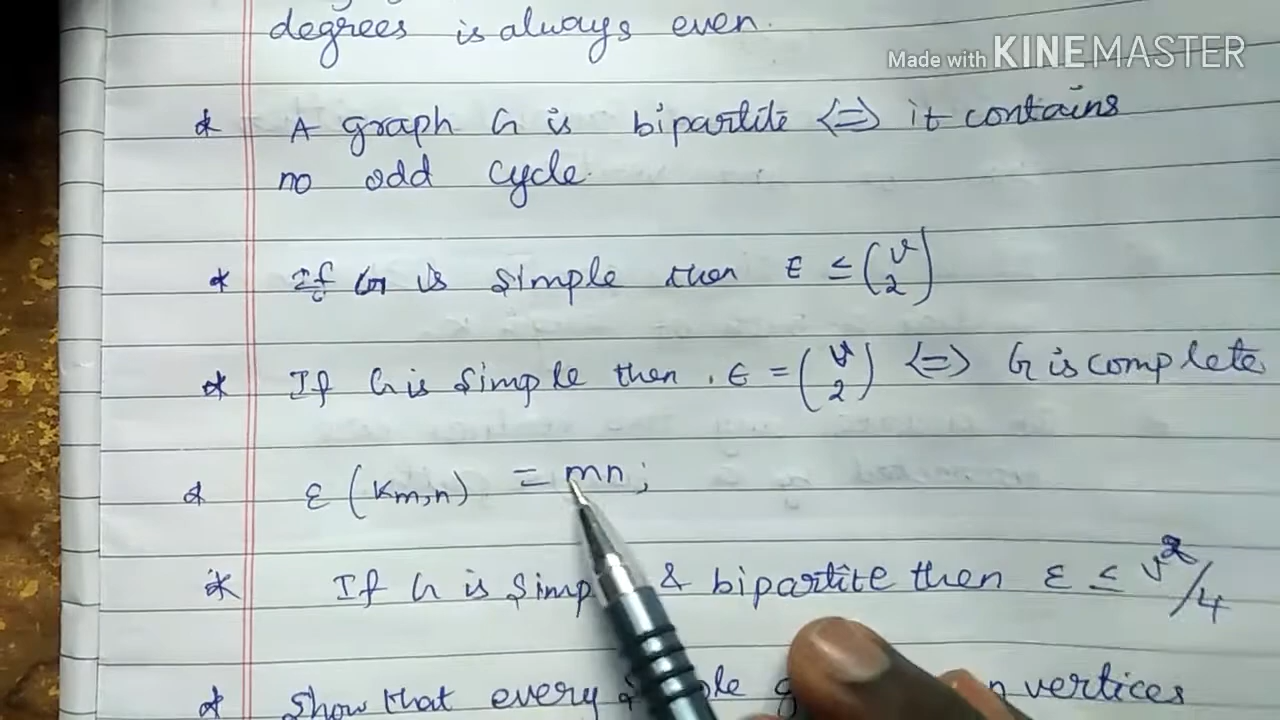 degrees is always even.
Made with KINEMASTER
* A graph G is bipartite <=> it contains
no odd cycle.
* If G is simple then ε ≤ (v 2)
* If G is simple then, ε = (v 2) <=> G is complete
* ε (Km,n) = mn;
* If G is simp & bipartite then ε ≤ v²/4
* Show that every vertices